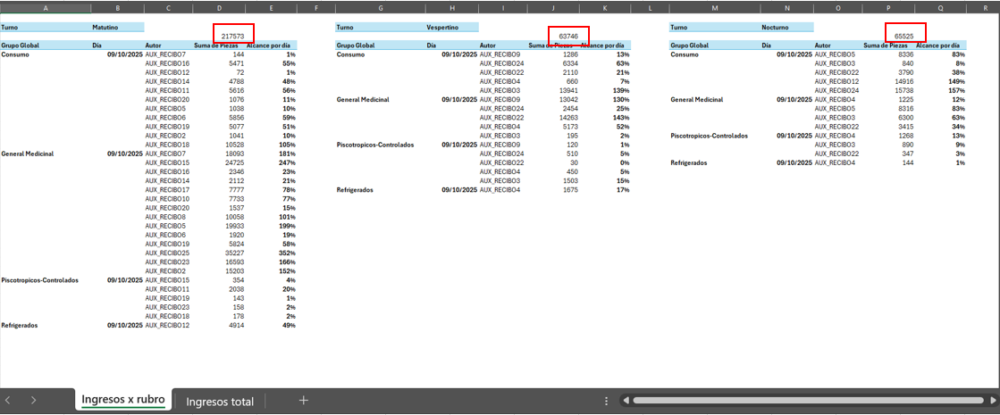 A B C D E F G H I J K L M N O P Q R
Turno Matutino Turno Vespertino Turno Nocturno
217573 63746 65525
Grupo Global Día Autor Suma de Piezas Alcance por día Grupo Global Día Autor Suma de Piezas Alcance por día Grupo Global Día Autor Suma de Piezas Alcance por día
Consumo 09/10/2025 AUX_RECIBO7 144 1% Consumo 09/10/2025 AUX_RECIBO9 1286 13% Consumo 09/10/2025 AUX_RECIBO5 8336 83%
AUX_RECIBO16 5471 55% AUX_RECIBO24 6334 63% AUX_RECIBO3 840 8%
AUX_RECIBO12 72 1% AUX_RECIBO22 2110 21% AUX_RECIBO22 3790 38%
AUX_RECIBO14 4788 48% AUX_RECIBO4 660 7% AUX_RECIBO12 14916 149%
AUX_RECIBO11 5616 56% AUX_RECIBO3 13941 139% AUX_RECIBO24 15738 157%
AUX_RECIBO20 1076 11% General Medicinal 09/10/2025 AUX_RECIBO9 13042 130% General Medicinal 09/10/2025 AUX_RECIBO4 1225 12%
AUX_RECIBO5 1038 10% AUX_RECIBO24 2454 25% AUX_RECIBO5 8316 83%
AUX_RECIBO6 5856 59% AUX_RECIBO22 14263 143% AUX_RECIBO3 6300 63%
AUX_RECIBO19 5077 51% AUX_RECIBO4 5173 52% AUX_RECIBO22 3415 34%
AUX_RECIBO2 1041 10% AUX_RECIBO3 195 2% Piscotropicos-Controlados 09/10/2025 AUX_RECIBO4 1268 13%
AUX_RECIBO18 10528 105% Piscotropicos-Controlados 09/10/2025 AUX_RECIBO9 120 1% AUX_RECIBO3 890 9%
General Medicinal 09/10/2025 AUX_RECIBO7 18093 181% AUX_RECIBO24 510 5% AUX_RECIBO22 347 3%
AUX_RECIBO15 24725 247% AUX_RECIBO22 30 0% Refrigerados 09/10/2025 AUX_RECIBO4 144 1%
AUX_RECIBO16 2346 23% AUX_RECIBO4 450 5%
AUX_RECIBO14 2112 21% AUX_RECIBO3 1503 15%
AUX_RECIBO17 7777 78% Refrigerados 09/10/2025 AUX_RECIBO4 1675 17%
AUX_RECIBO10 7733 77%
AUX_RECIBO20 1537 15%
AUX_RECIBO8 10058 101%
AUX_RECIBO5 19933 199%
AUX_RECIBO6 1920 19%
AUX_RECIBO19 5824 58%
AUX_RECIBO25 35227 352%
AUX_RECIBO23 16593 166%
AUX_RECIBO2 15203 152%
Piscotropicos-Controlados 09/10/2025 AUX_RECIBO15 354 4%
AUX_RECIBO11 2038 20%
AUX_RECIBO19 143 1%
AUX_RECIBO23 158 2%
AUX_RECIBO18 178 2%
Refrigerados 09/10/2025 AUX_RECIBO12 4914 49%
Ingresos x rubro Ingresos total